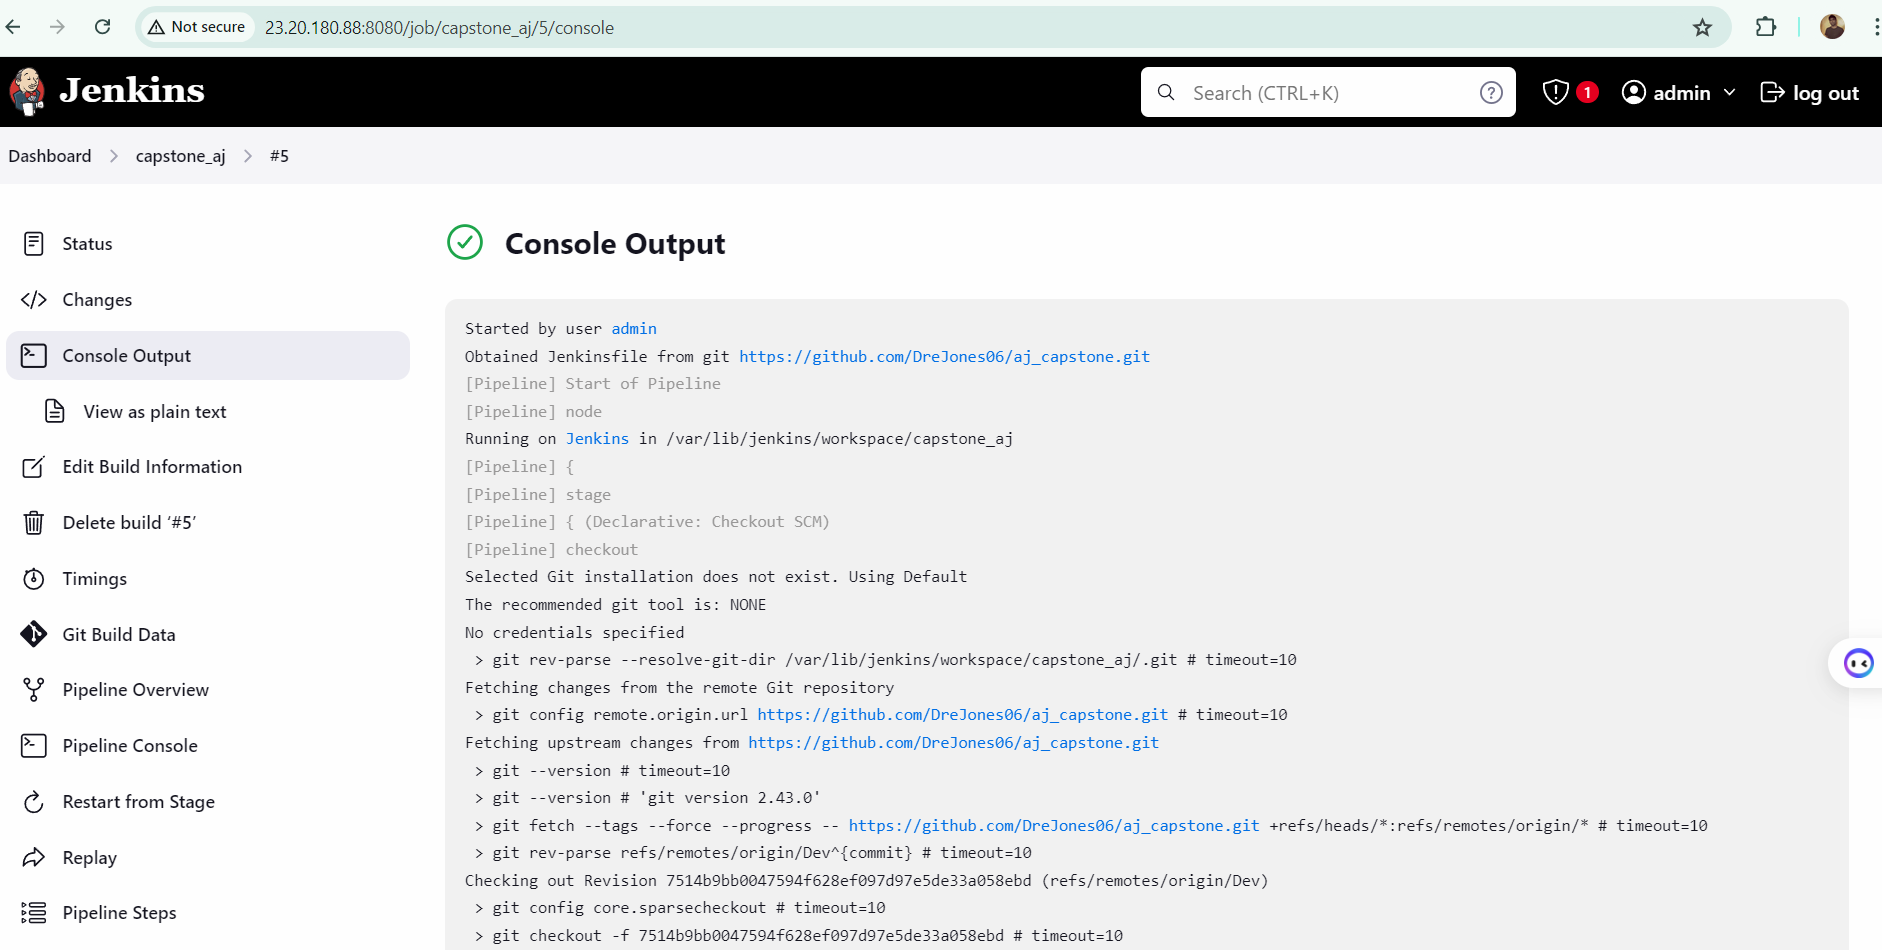 Not secure 23.20.180.88:8080/job/capstone_aj/5/console
Jenkins
Search (CTRL+K)
?
1
admin
log out
Dashboard > capstone_aj > #5
Status
Changes
Console Output
View as plain text
Edit Build Information
Delete build ‘#5’
Timings
Git Build Data
Pipeline Overview
Pipeline Console
Restart from Stage
Replay
Pipeline Steps
Console Output
Started by user admin
Obtained Jenkinsfile from git https://github.com/DreJones06/aj_capstone.git
[Pipeline] Start of Pipeline
[Pipeline] node
Running on Jenkins in /var/lib/jenkins/workspace/capstone_aj
[Pipeline] {
[Pipeline] stage
[Pipeline] { (Declarative: Checkout SCM)
[Pipeline] checkout
Selected Git installation does not exist. Using Default
The recommended git tool is: NONE
No credentials specified
> git rev-parse --resolve-git-dir /var/lib/jenkins/workspace/capstone_aj/.git # timeout=10
Fetching changes from the remote Git repository
> git config remote.origin.url https://github.com/DreJones06/aj_capstone.git # timeout=10
Fetching upstream changes from https://github.com/DreJones06/aj_capstone.git
> git --version # timeout=10
> git --version # 'git version 2.43.0'
> git fetch --tags --force --progress -- https://github.com/DreJones06/aj_capstone.git +refs/heads/*:refs/remotes/origin/* # timeout=10
> git rev-parse refs/remotes/origin/Dev^{commit} # timeout=10
Checking out Revision 7514b9bb0047594f628ef097d97e5de33a058ebd (refs/remotes/origin/Dev)
> git config core.sparsecheckout # timeout=10
> git checkout -f 7514b9bb0047594f628ef097d97e5de33a058ebd # timeout=10